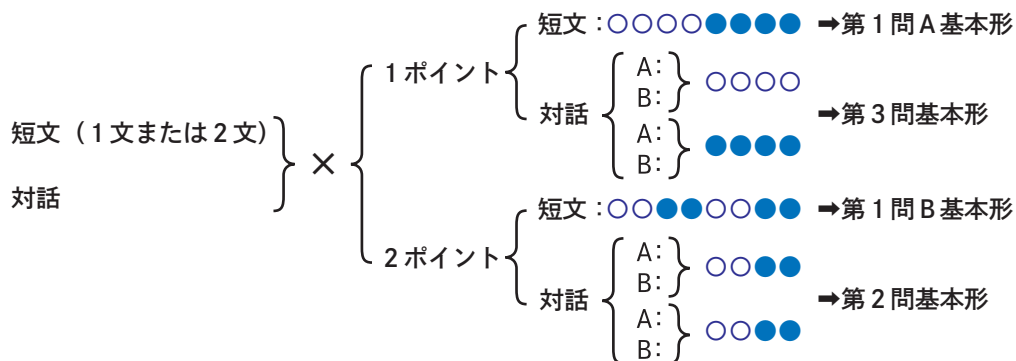 短文：○○○○●●●● ➡第1問A基本形
1ポイント
A：
B：
○○○○
対話
➡第3問基本形
A：
B：
●●●●
短文（1文または2文）
×
対話
短文：○○●●○○●● ➡第1問B基本形
2ポイント
A：
B：
○○●●
対話
➡第2問基本形
A：
B：
○○●●